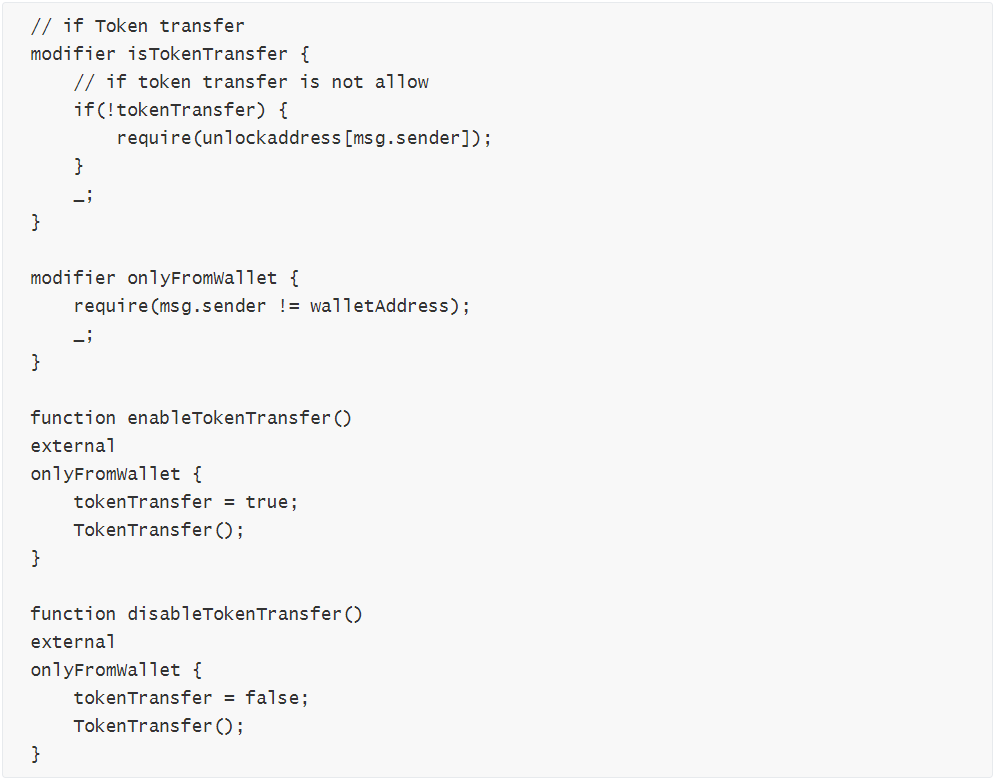 // if Token transfer
modifier isTokenTransfer {
    // if token transfer is not allow
    if(!tokenTransfer) {
        require(unlockaddress[msg.sender]);
    }
    _;
}

modifier onlyFromWallet {
    require(msg.sender != walletAddress);
    _;
}

function enableTokenTransfer()
external
onlyFromWallet {
    tokenTransfer = true;
    TokenTransfer();
}

function disableTokenTransfer()
external
onlyFromWallet {
    tokenTransfer = false;
    TokenTransfer();
}